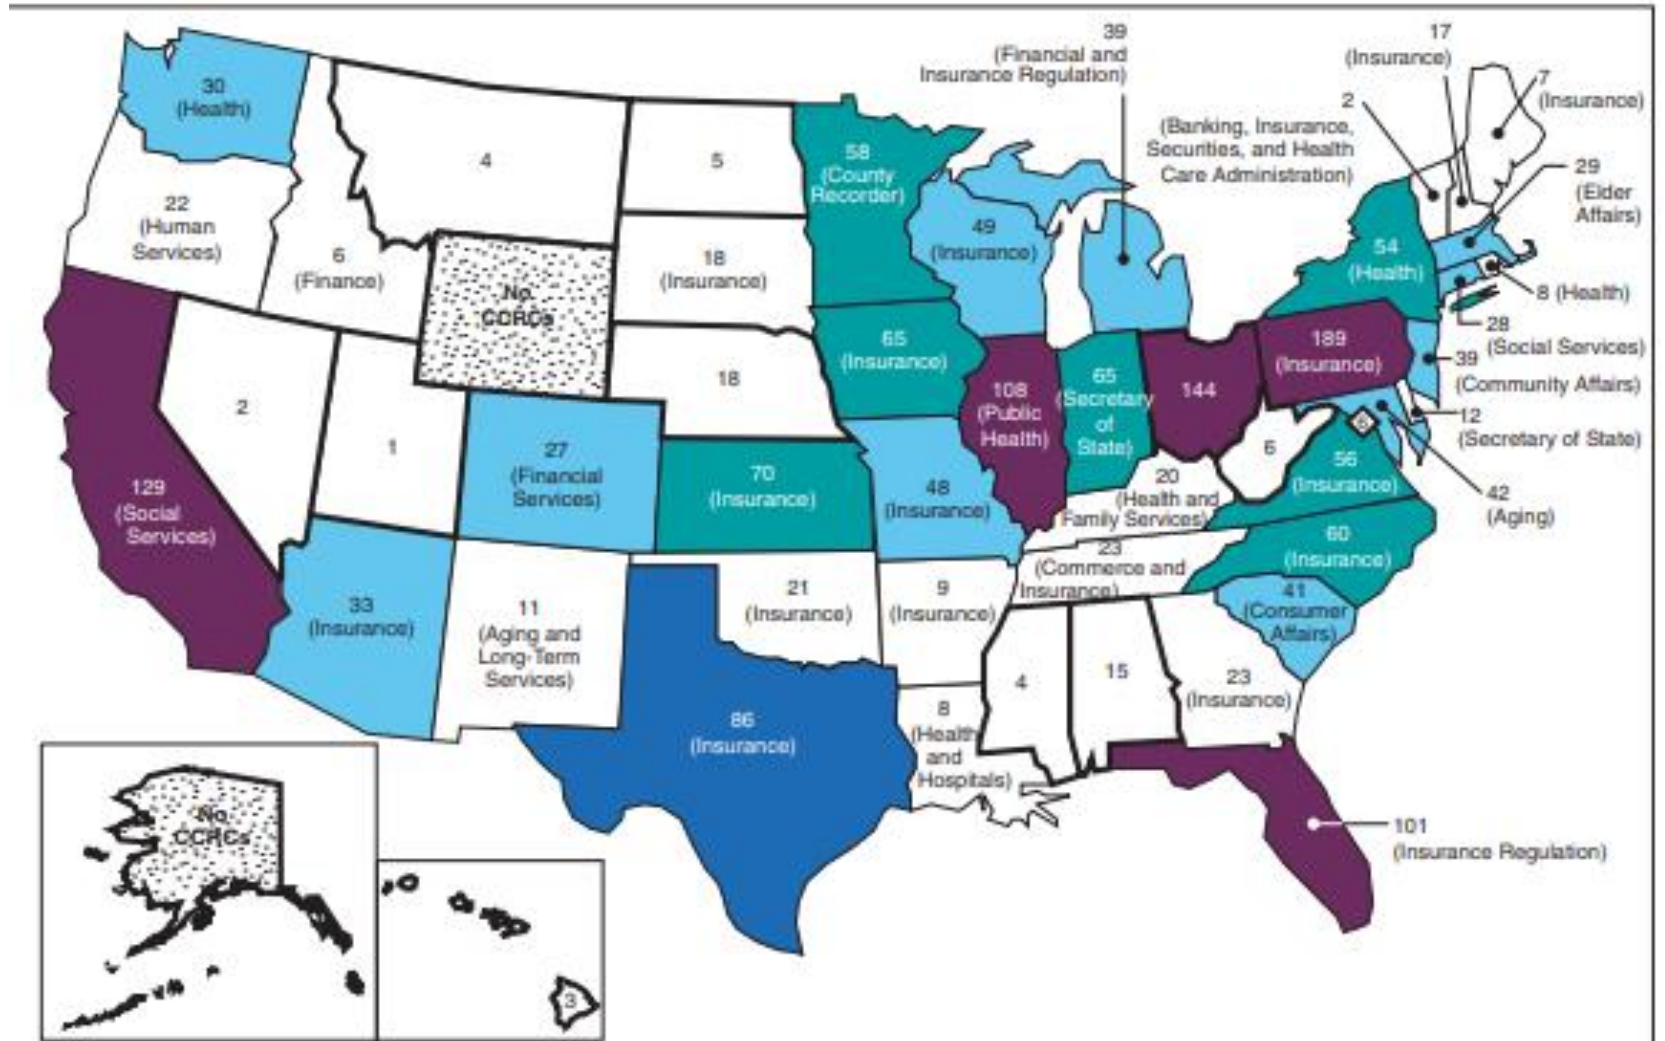 39
(Financial and
Insurance Regulation)
17
(Insurance)
7
(Insurance)
2
(Banking, Insurance,
Securities, and Health
Care Administration)
29
(Elder
Affairs)
30
(Health)
4
5
58
(County
Recorder)
22
(Human
Services)
6
(Finance)
No
CCRCs
18
(Insurance)
49
(Insurance)
54
(Health)
8 (Health)
28
(Social Services)
39
(Community Affairs)
12
(Secretary of State)
42
(Aging)
2
1
27
(Financial
Services)
18
65
(Insurance)
108
(Public
Health)
65
(Secretary
of
State)
144
189
(Insurance)
6
6
56
(Insurance)
129
(Social
Services)
70
(Insurance)
48
(Insurance)
20
(Health and
Family Services)
60
(Insurance)
33
(Insurance)
11
(Aging and
Long-Term
Services)
21
(Insurance)
9
(Insurance)
23
(Commerce and
Insurance)
41
(Consumer
Affairs)
86
(Insurance)
8
(Health
and
Hospitals)
4
15
23
(Insurance)
101
(Insurance Regulation)
No
CCRCs
3